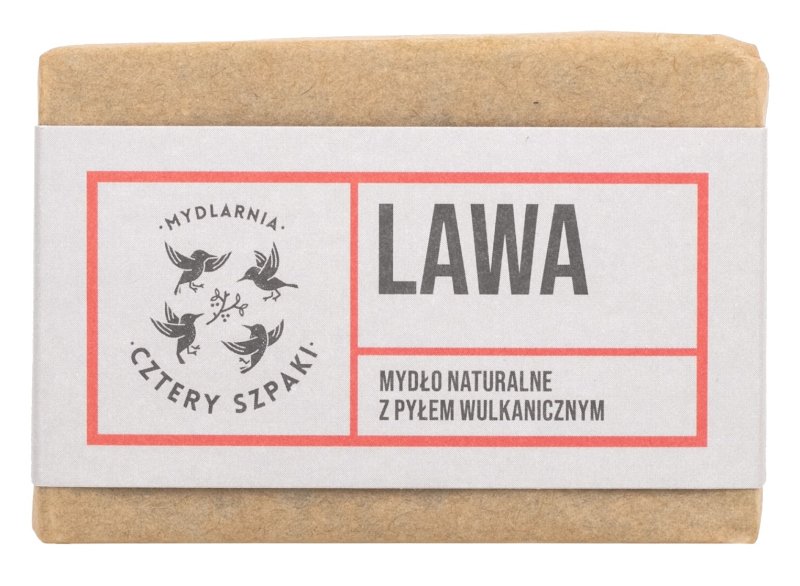 ·MYDLARNIA·
·CZTERY SZPAKI·
LAWA
MYDŁO NATURALNE
Z PYŁEM WULKANICZNYM